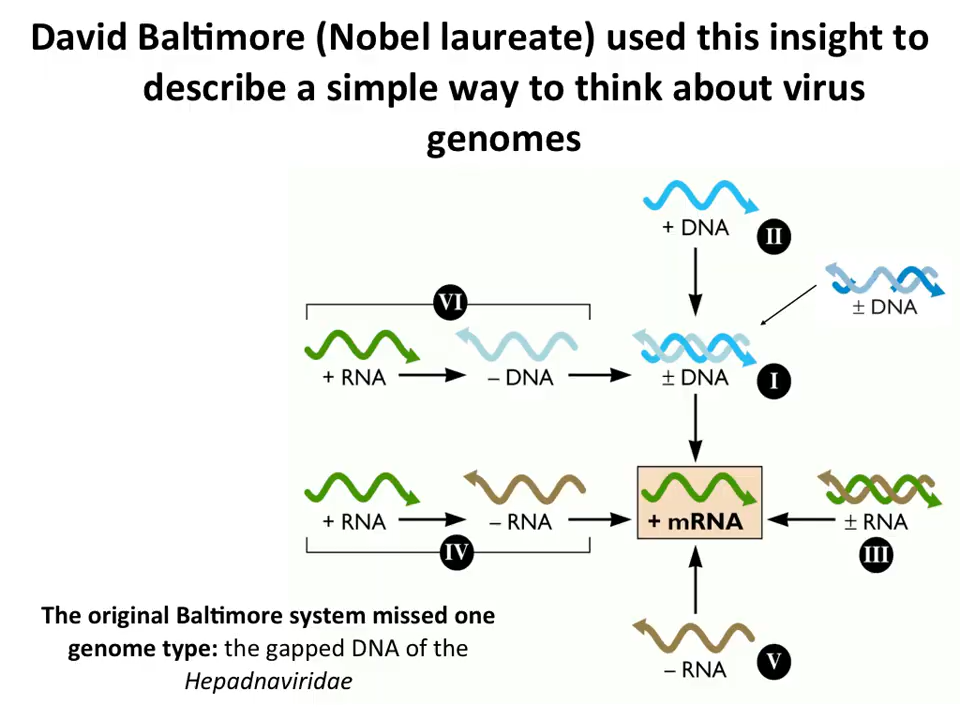 David Baltimore (Nobel laureate) used this insight to
describe a simple way to think about virus
genomes
+ DNA
II
± DNA
VI
+ RNA
– DNA
± DNA
I
+ RNA
– RNA
+ mRNA
± RNA
IV
III
The original Baltimore system missed one
genome type: the gapped DNA of the
Hepadnaviridae
– RNA
V